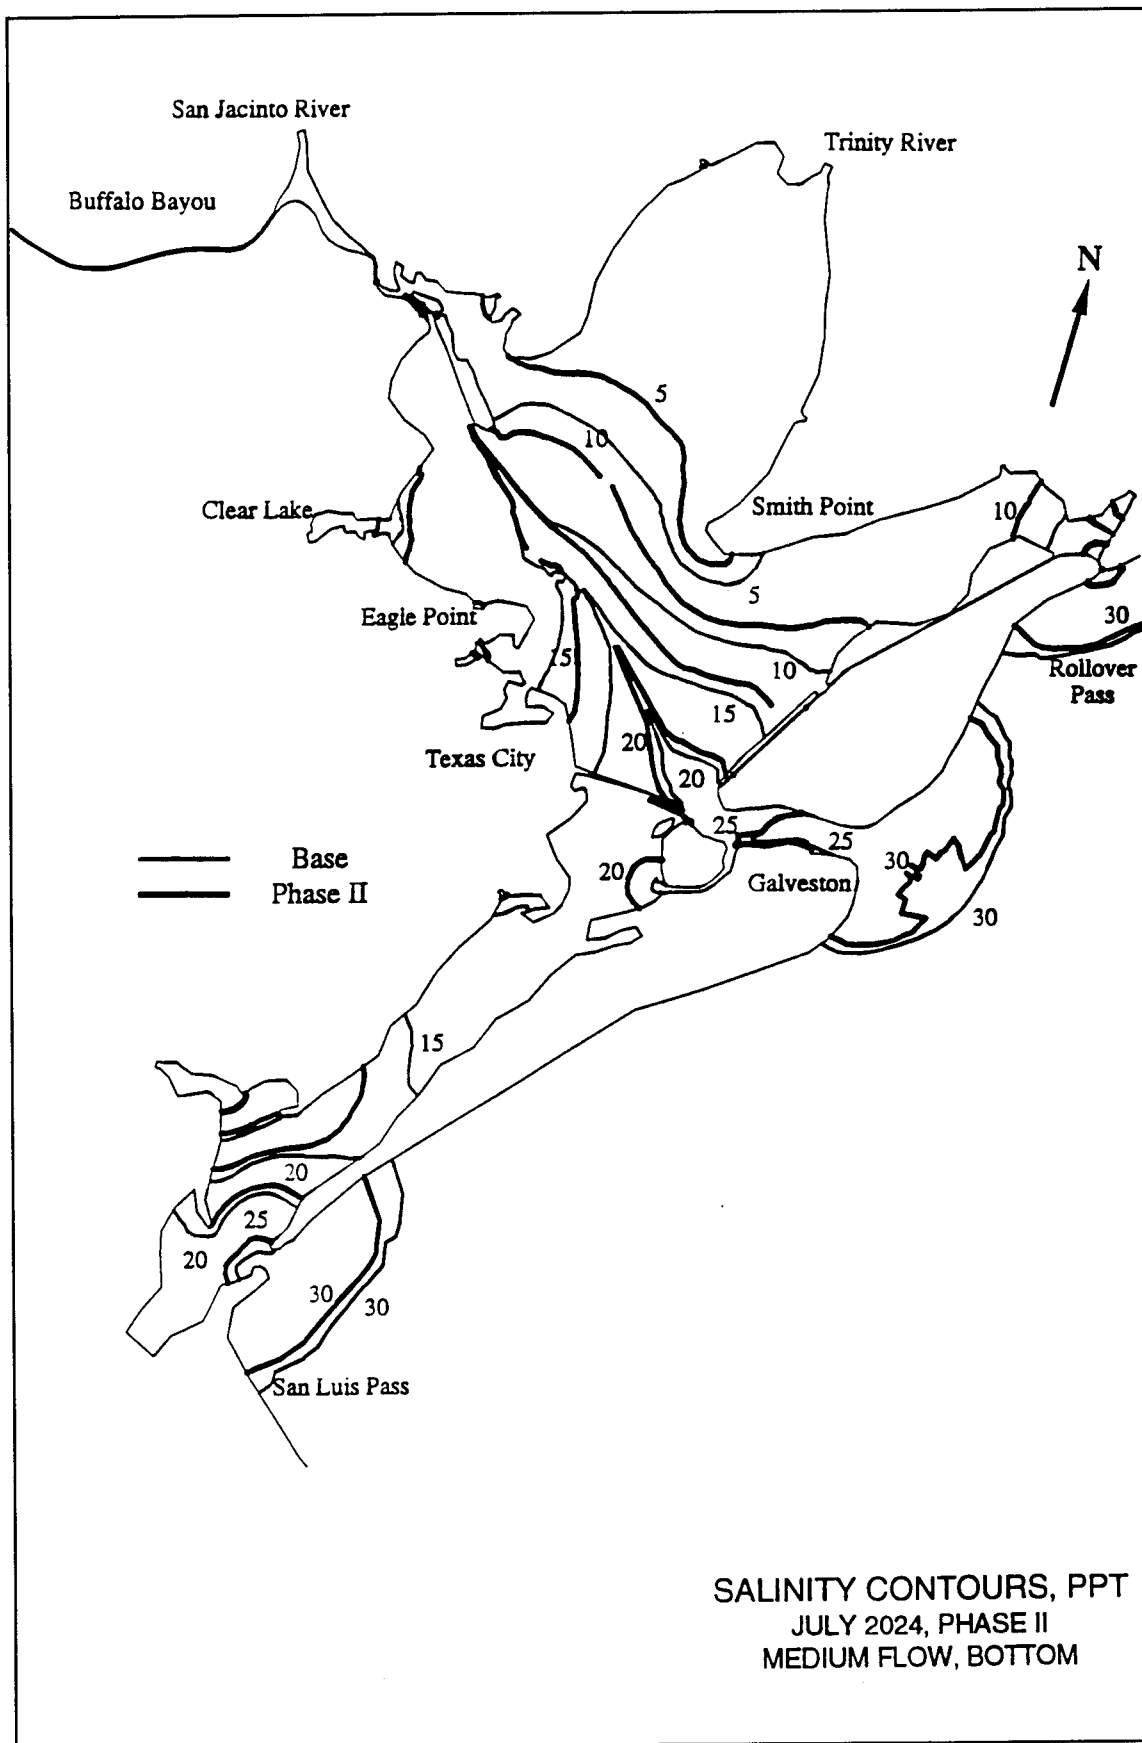 San Jacinto River
Trinity River
Buffalo Bayou
N
5
10
Clear Lake
Smith Point
10
5
Eagle Point
30
15
10
Rollover
Pass
15
20
Texas City
20
25
25
Base
20
Galveston
30
Phase II
30
15
20
25
20
30
30
San Luis Pass
SALINITY CONTOURS, PPT
JULY 2024, PHASE II
MEDIUM FLOW, BOTTOM